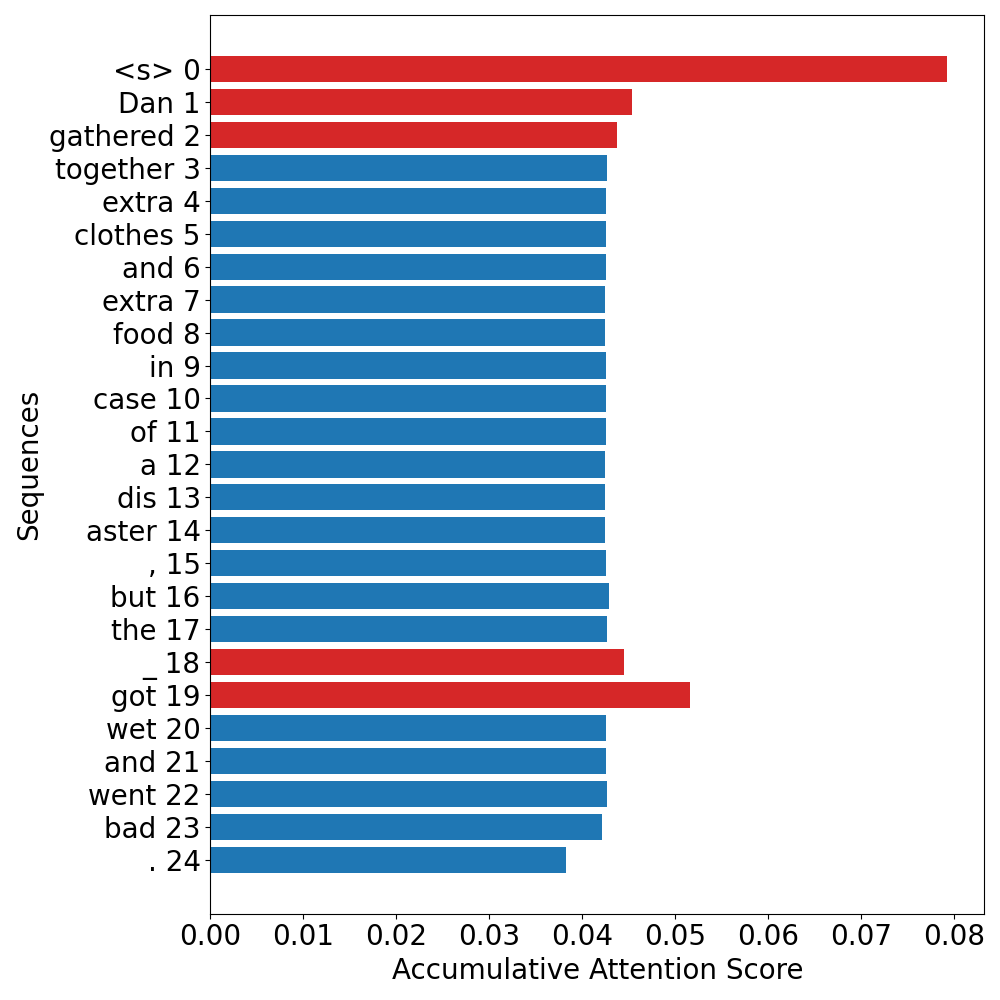 <s> 0
Dan 1
gathered 2
together 3
extra 4
clothes 5
and 6
extra 7
food 8
in 9
case 10
of 11
a 12
dis 13
aster 14
, 15
but 16
the 17
_ 18
got 19
wet 20
and 21
went 22
bad 23
. 24
Sequences
0.00 0.01 0.02 0.03 0.04 0.05 0.06 0.07 0.08
Accumulative Attention Score